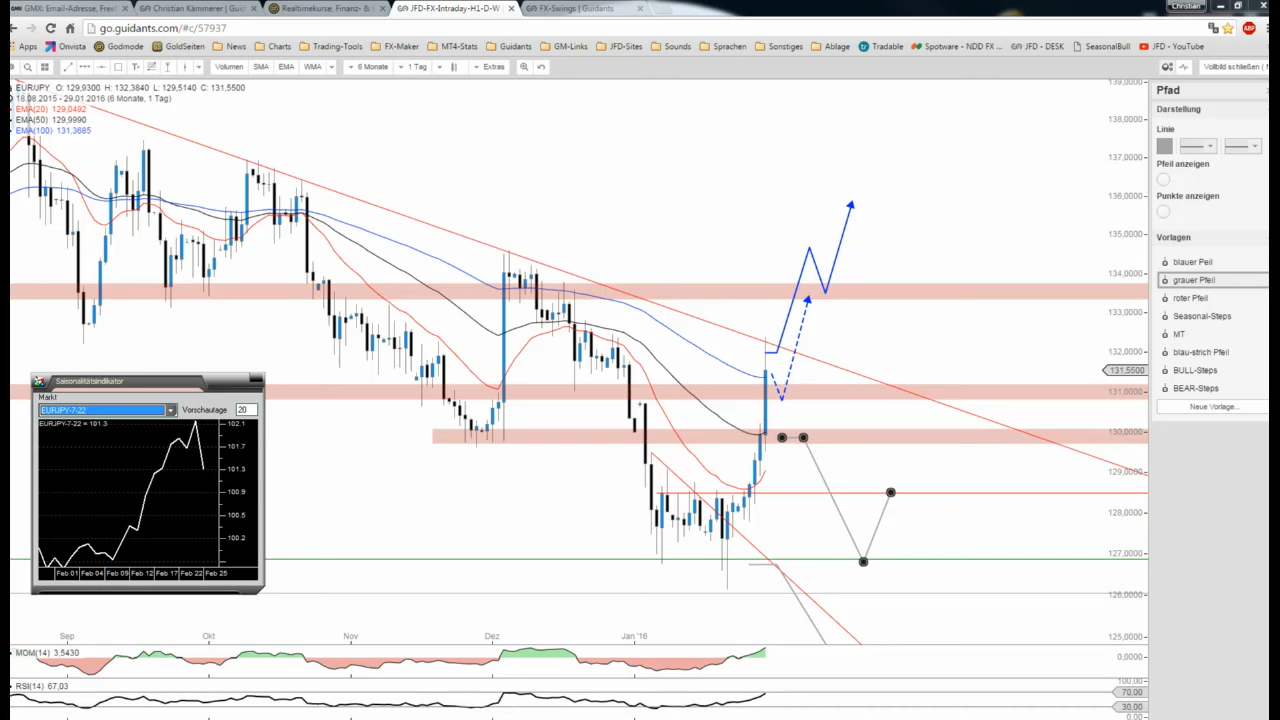 GMX: Email-Adresse, FreeM
Christian Kämmerer | Guid
Realtimekurse, Finanz- & B
JFD-FX-Intraday-H1-D-W
FX-Swings | Guidants
Christian
go.guidants.com/#c/57937
Apps Onvista Godmode GoldSeiten News Charts Trading-Tools FX-Maker MT4-Stats Guidants GM-Links JFD-Sites Sounds Sprachen Sonstiges Ablage Tradable Spotware - NDD FX ... JFD - DESK SeasonalBull JFD - YouTube
Volumen SMA EMA WMA 6 Monate 1 Tag Extras Vollbild schließen
EURJPY O: 129,9300 H: 132,3840 L: 129,5140 C: 131,5500
18.08.2015 - 29.01.2016 (6 Monate, 1 Tag)
EMA(20) 129,0492
EMA(50) 129,9990
EMA(100) 131,3685
139,0000
138,0000
137,0000
136,0000
135,0000
134,0000
133,0000
132,0000
131,5500
131,0000
130,0000
129,0000
128,0000
127,0000
126,0000
125,0000
Pfad
Darstellung
Linie
Pfeil anzeigen
Punkte anzeigen
Vorlagen
blauer Peil
grauer Pfeil
roter Pfeil
Seasonal-Steps
MT
blau-strich Pfeil
BULL-Steps
BEAR-Steps
Neue Vorlage...
Saisonalitätsindikator
Markt
EURJPY-7-22 Vorschautage 20
EURJPY-7-22 = 101.3
102.1
101.7
101.3
100.9
100.5
100.2
Feb 01 Feb 04 Feb 09 Feb 12 Feb 17 Feb 22 Feb 25
Sep Okt Nov Dez Jan '16
MOM(14) 3,5430
0,0000
RSI(14) 67,03
100,00
70,00
30,00
0,00